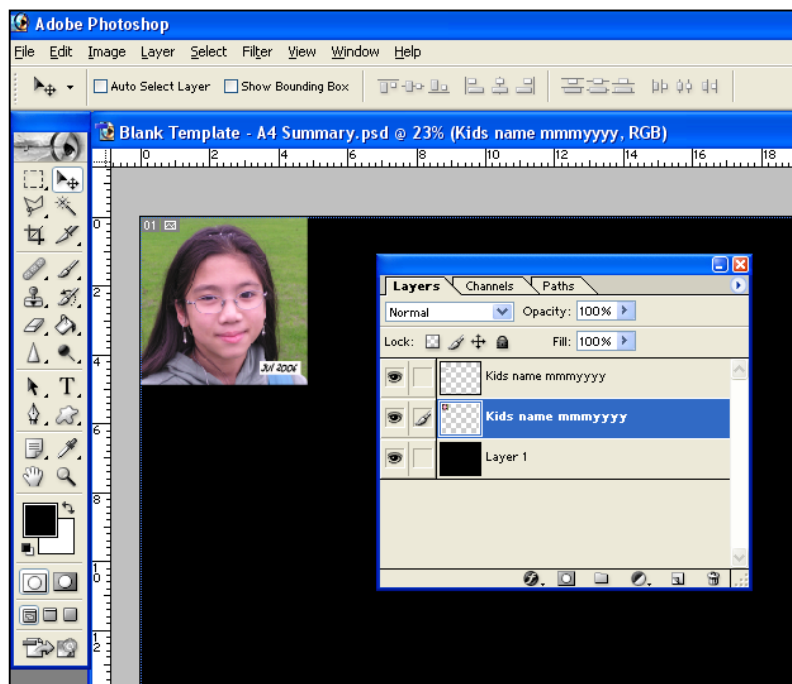 Adobe Photoshop
File Edit Image Layer Select Filter View Window Help
Auto Select Layer Show Bounding Box
Blank Template - A4 Summary.psd @ 23% (Kids name mmmyyyy, RGB)
0 2 4 6 8 10 12 14 16 18
0
2
4
6
8
10
12
01
Jul 2006
Layers Channels Paths
Normal Opacity: 100%
Lock: Fill: 100%
Kids name mmmyyyy
Kids name mmmyyyy
Layer 1